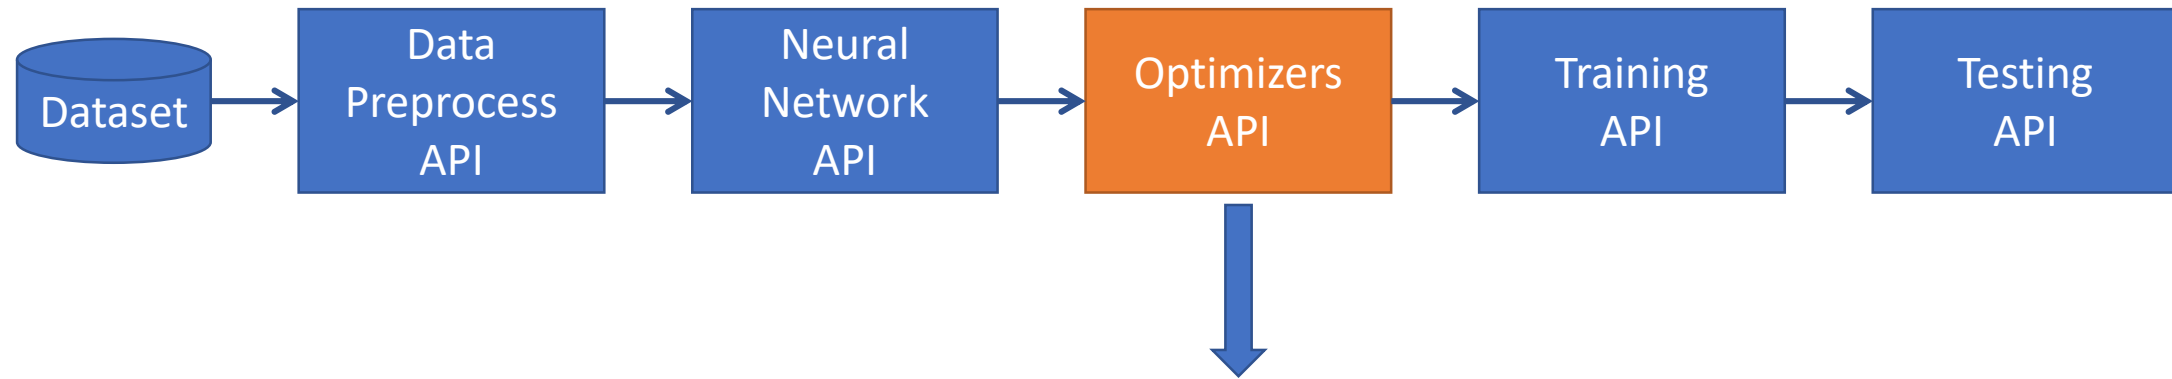 Dataset
Data
Preprocess
API
Neural
Network
API
Optimizers
API
Training
API
Testing
API